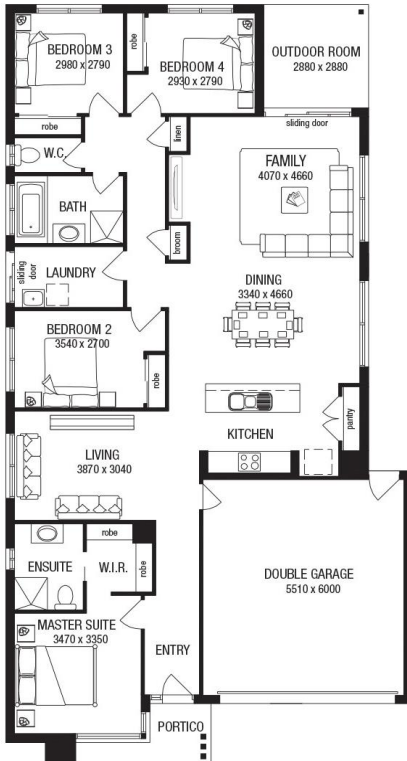 BEDROOM 3
2980 x 2790
robe
BEDROOM 4
2930 x 2790
OUTDOOR ROOM
2880 x 2880
sliding door
robe
W.C.
linen
FAMILY
4070 x 4660
BATH
broom
sliding
door
LAUNDRY
DINING
3340 x 4660
BEDROOM 2
3540 x 2700
robe
pantry
KITCHEN
LIVING
3870 x 3040
robe
ENSUITE
W.I.R.
robe
DOUBLE GARAGE
5510 x 6000
MASTER SUITE
3470 x 3350
ENTRY
PORTICO